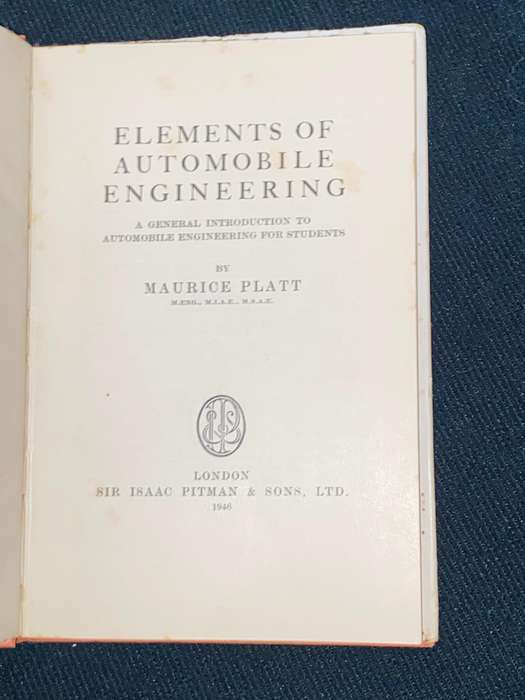 ELEMENTS OF
AUTOMOBILE
ENGINEERING
A GENERAL INTRODUCTION TO
AUTOMOBILE ENGINEERING FOR STUDENTS
BY
MAURICE PLATT
M.ENG., M.I.A.E., M.S.A.E.
LONDON
SIR ISAAC PITMAN & SONS, LTD.
1946